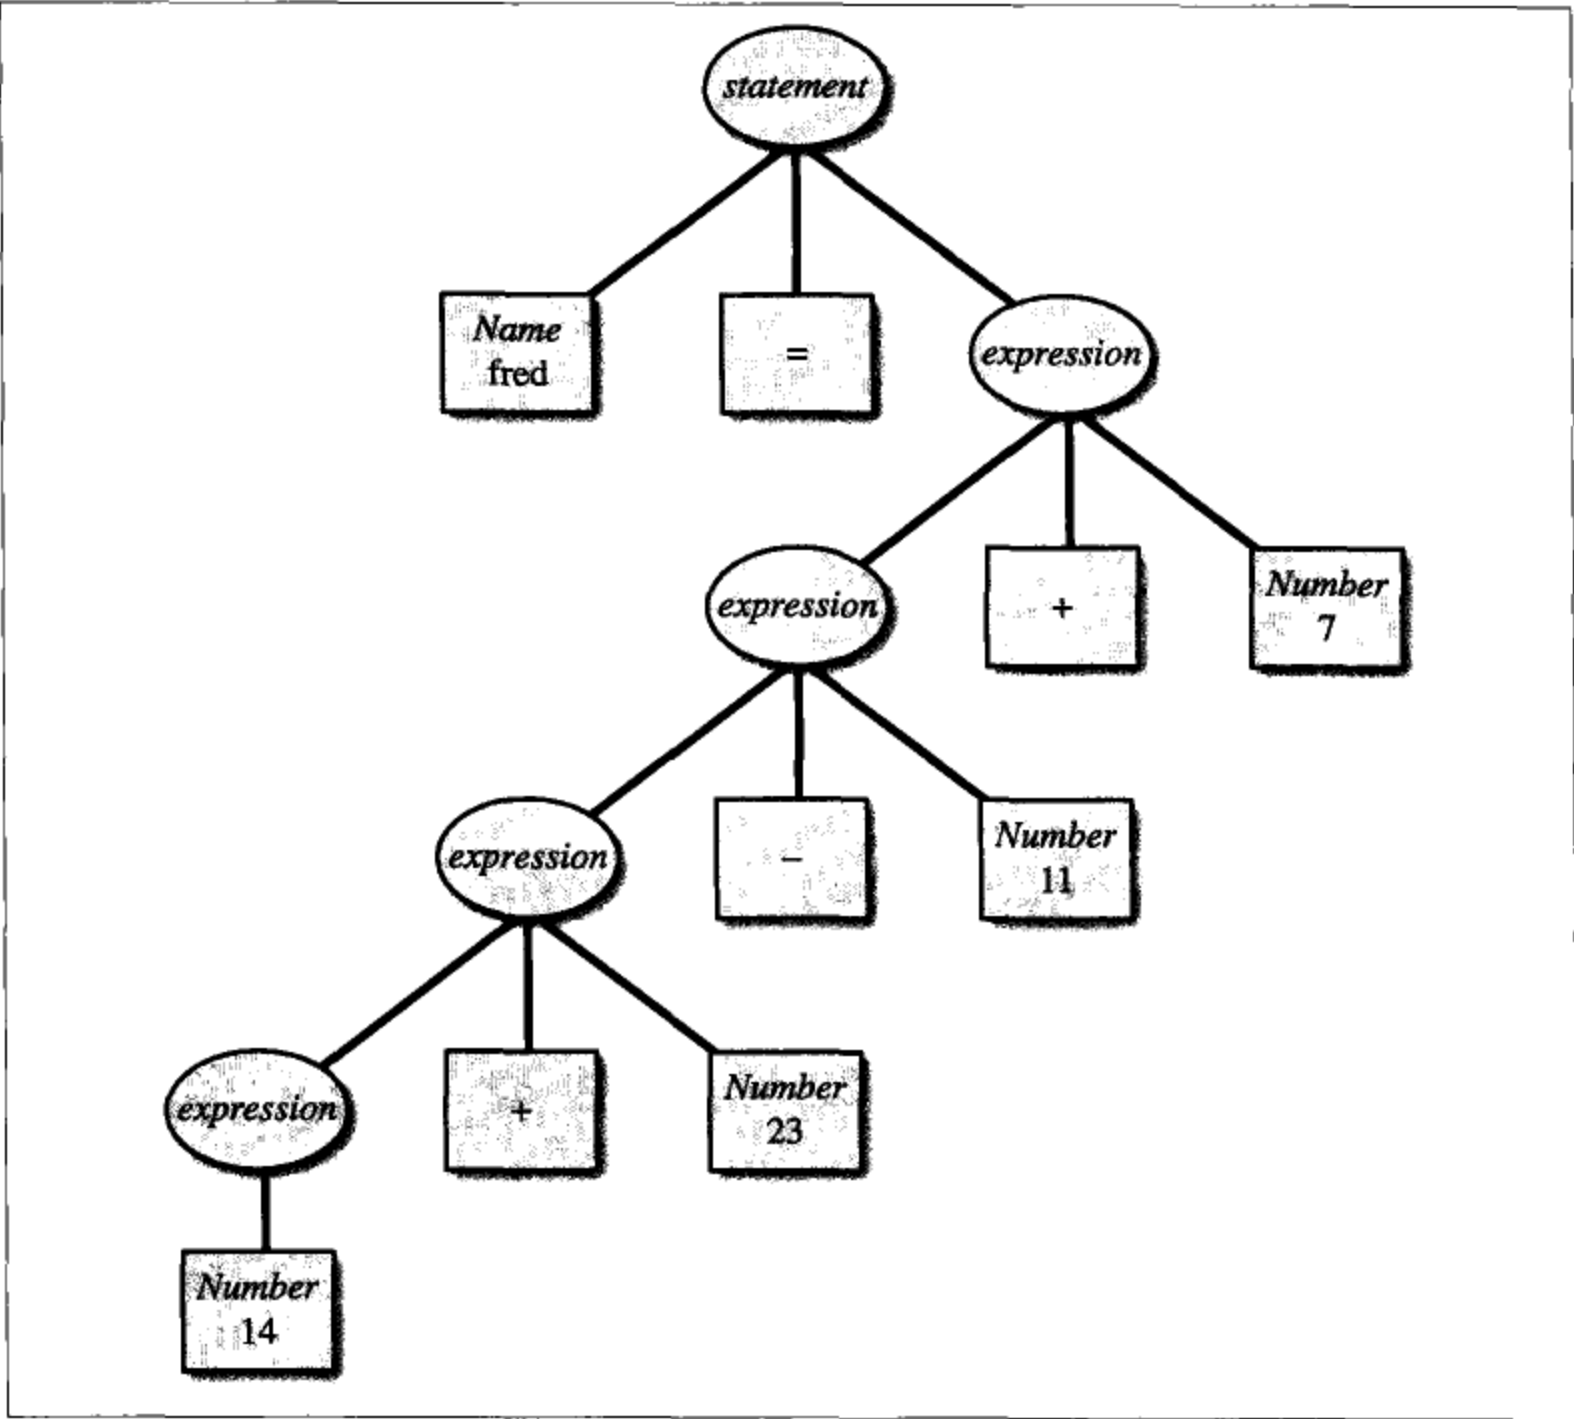 statement
Name
fred
=
expression
expression
+
Number
7
expression
−
Number
11
expression
+
Number
23
Number
14